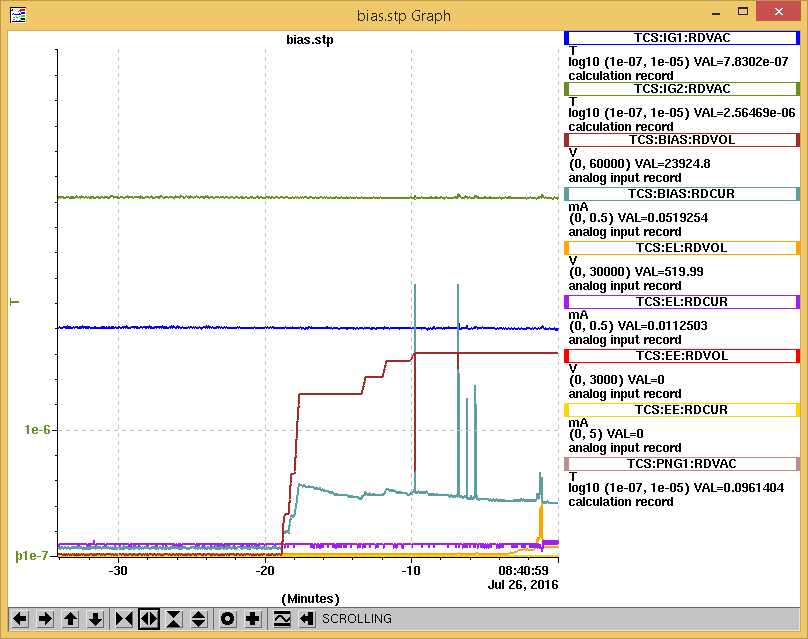 bias.stp Graph
bias.stp
T
1e-6
1e-7
-30
-20
-10
08:40:59
Jul 26, 2016
(Minutes)
TCS:IG1:RDVAC
T
log10 (1e-07, 1e-05) VAL=7.8302e-07
calculation record
TCS:IG2:RDVAC
T
log10 (1e-07, 1e-05) VAL=2.56469e-06
calculation record
TCS:BIAS:RDVOL
V
(0, 60000) VAL=23924.8
analog input record
TCS:BIAS:RDCUR
mA
(0, 0.5) VAL=0.0519254
analog input record
TCS:EL:RDVOL
V
(0, 30000) VAL=519.99
analog input record
TCS:EL:RDCUR
mA
(0, 0.5) VAL=0.0112503
analog input record
TCS:EE:RDVOL
V
(0, 3000) VAL=0
analog input record
TCS:EE:RDCUR
mA
(0, 5) VAL=0
analog input record
TCS:PNG1:RDVAC
T
log10 (1e-07, 1e-05) VAL=0.0961404
calculation record
SCROLLING